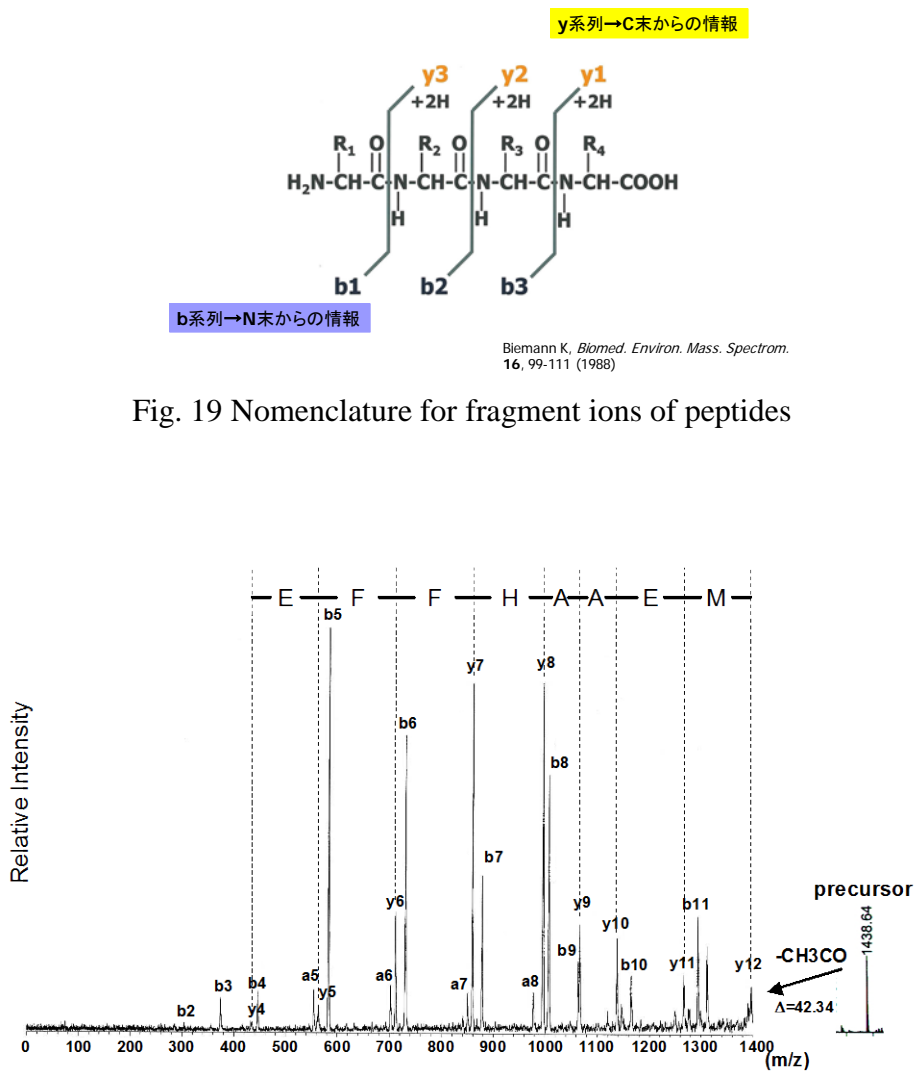 y系列→C末からの情報
y3 y2 y1
+2H +2H +2H
R1 O R2 O R3 O R4
H2N-CH-C-N-CH-C-N-CH-C-N-CH-COOH
H H H
b1 b2 b3
b系列→N末からの情報
Biemann K, Biomed. Environ. Mass. Spectrom.
16, 99-111 (1988)
Fig. 19 Nomenclature for fragment ions of peptides
E F F H A A E M
b5
y7 y8
b6
b8
b7
precursor
1438.64
y6 y9 b11
y10
-CH3CO
b9
b3 b4 a5 a6 a7 a8 b10 y11 y12
y5
b2 y4
Δ=42.34
Relative Intensity
0 100 200 300 400 500 600 700 800 900 1000 1100 1200 1300 1400
(m/z)